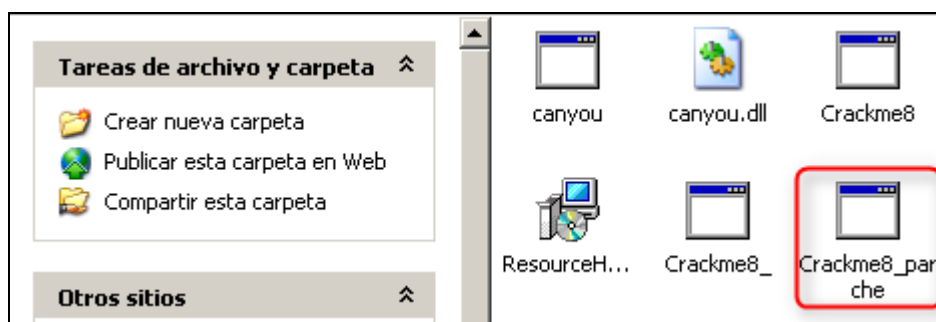 Tareas de archivo y carpeta
Crear nueva carpeta
Publicar esta carpeta en Web
Compartir esta carpeta
Otros sitios
canyou
canyou.dll
Crackme8
ResourceH...
Crackme8_
Crackme8_par
che